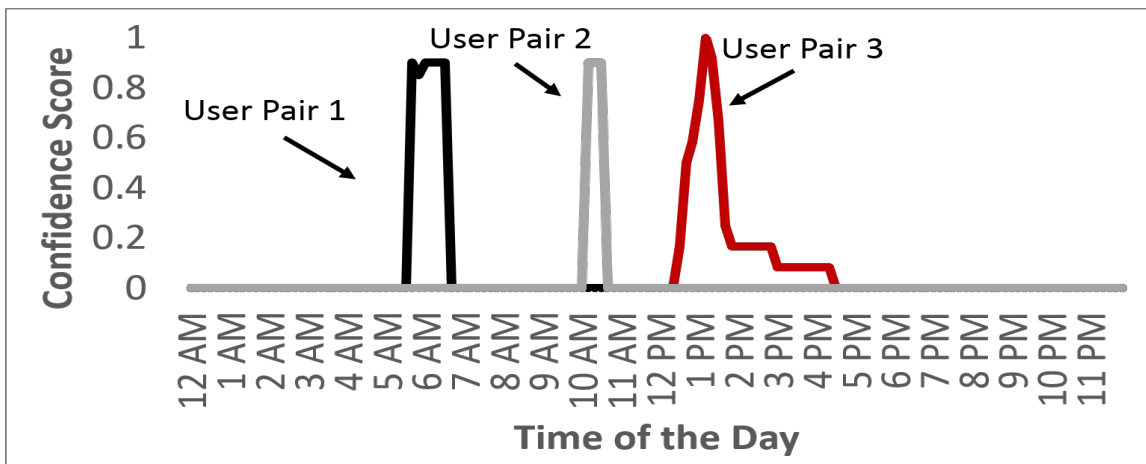 Confidence Score
1
0.8
0.6
0.4
0.2
0
User Pair 1
User Pair 2
User Pair 3
12 AM
1 AM
2 AM
3 AM
4 AM
5 AM
6 AM
7 AM
8 AM
9 AM
10 AM
11 AM
12 PM
1 PM
2 PM
3 PM
4 PM
5 PM
6 PM
7 PM
8 PM
9 PM
10 PM
11 PM
Time of the Day